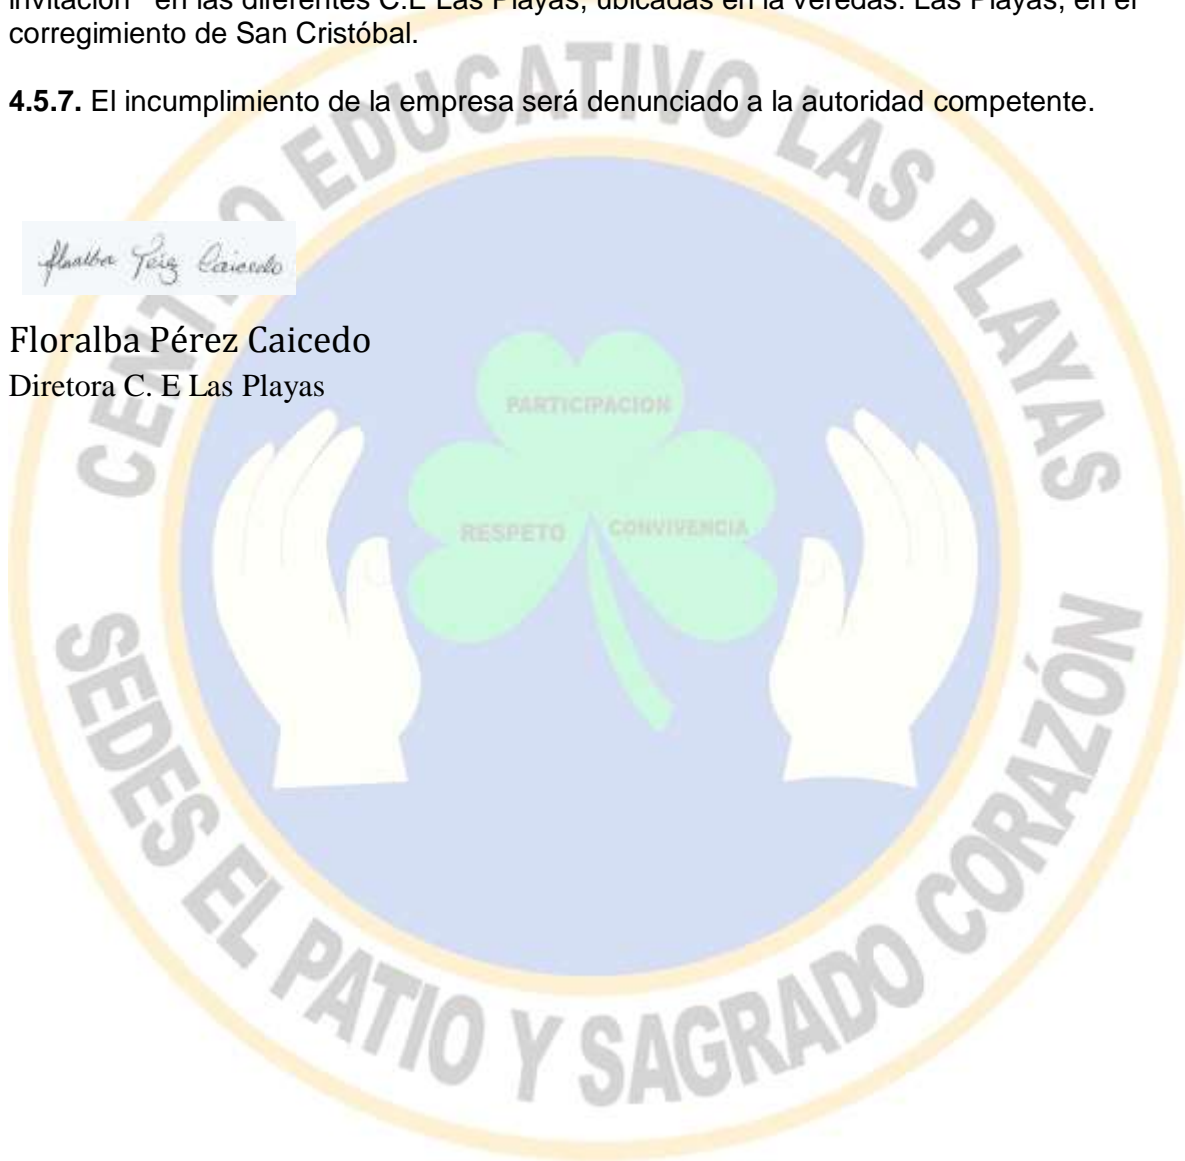 invitación” en las diferentes C.E Las Playas, ubicadas en la veredas: Las Playas, en el
corregimiento de San Cristóbal.
4.5.7. El incumplimiento de la empresa será denunciado a la autoridad competente.
Floralba Pérez Caicedo
Floralba Pérez Caicedo
Diretora C. E Las Playas
CENTRO EDUCATIVO LAS PLAYAS
PARTICIPACION
RESPETO CONVIVENCIA
SEDES EL PATIO Y SAGRADO CORAZÓN